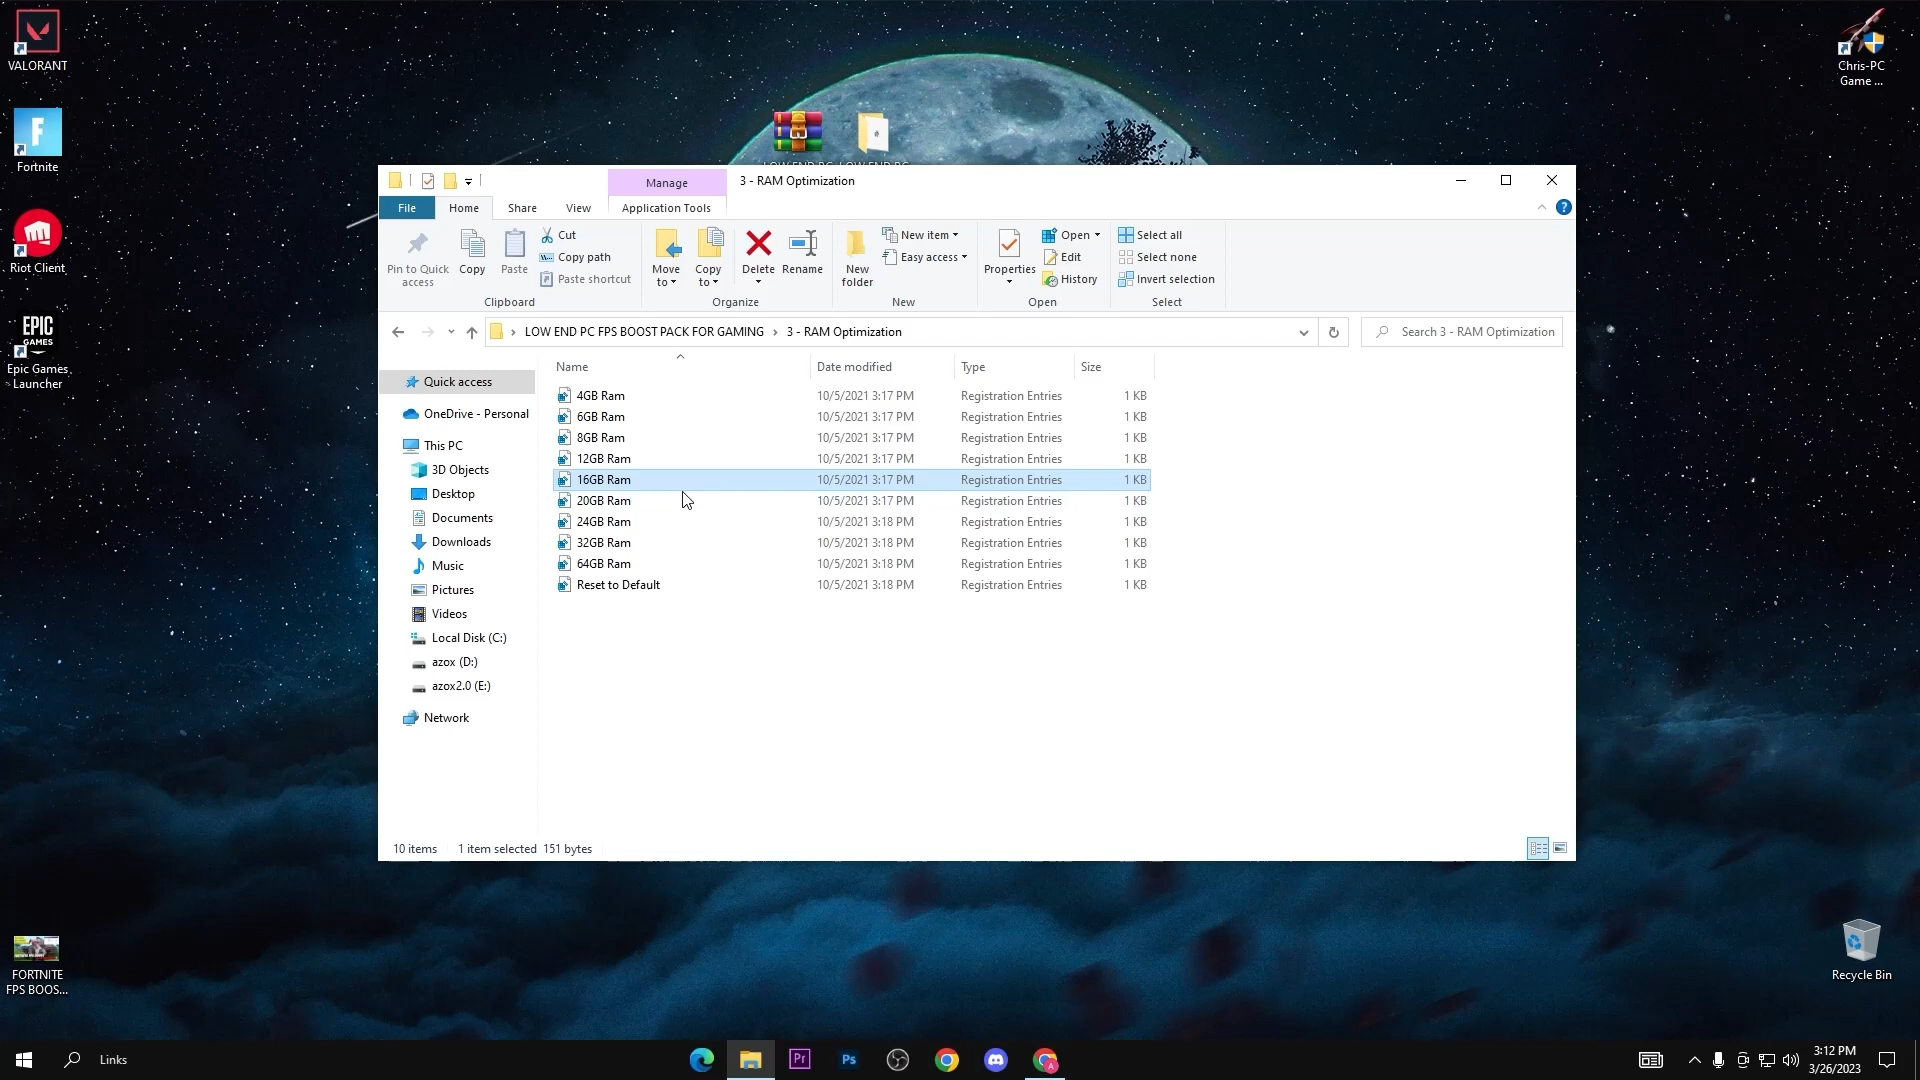 VALORANT
Fortnite
Riot Client
EPIC
GAMES
Epic Games
Launcher
FORTNITE
FPS BOOS...
Chris-PC
Game ...
Recycle Bin
Manage
3 - RAM Optimization
File
Home
Share
View
Application Tools
Pin to Quick
access
Copy
Paste
Cut
Copy path
Paste shortcut
Clipboard
Move
to
Copy
to
Delete
Rename
Organize
New
folder
New item
Easy access
New
Properties
Open
Edit
History
Open
Select all
Select none
Invert selection
Select
LOW END PC FPS BOOST PACK FOR GAMING > 3 - RAM Optimization
Search 3 - RAM Optimization
Quick access
OneDrive - Personal
This PC
3D Objects
Desktop
Documents
Downloads
Music
Pictures
Videos
Local Disk (C:)
azox (D:)
azox2.0 (E:)
Network
Name Date modified Type Size
4GB Ram 10/5/2021 3:17 PM Registration Entries 1 KB
6GB Ram 10/5/2021 3:17 PM Registration Entries 1 KB
8GB Ram 10/5/2021 3:17 PM Registration Entries 1 KB
12GB Ram 10/5/2021 3:17 PM Registration Entries 1 KB
16GB Ram 10/5/2021 3:17 PM Registration Entries 1 KB
20GB Ram 10/5/2021 3:17 PM Registration Entries 1 KB
24GB Ram 10/5/2021 3:18 PM Registration Entries 1 KB
32GB Ram 10/5/2021 3:18 PM Registration Entries 1 KB
64GB Ram 10/5/2021 3:18 PM Registration Entries 1 KB
Reset to Default 10/5/2021 3:18 PM Registration Entries 1 KB
10 items 1 item selected 151 bytes
Links
Pr
Ps
3:12 PM
3/26/2023